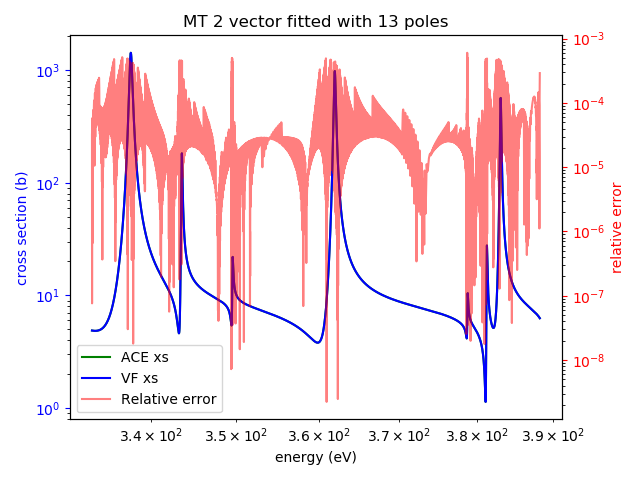 MT 2 vector fitted with 13 poles
10³
10²
10¹
10⁰
cross section (b)
10⁻³
10⁻⁴
10⁻⁵
10⁻⁶
10⁻⁷
10⁻⁸
relative error
ACE xs
VF xs
Relative error
3.4 × 10² 3.5 × 10² 3.6 × 10² 3.7 × 10² 3.8 × 10² 3.9 × 10²
energy (eV)